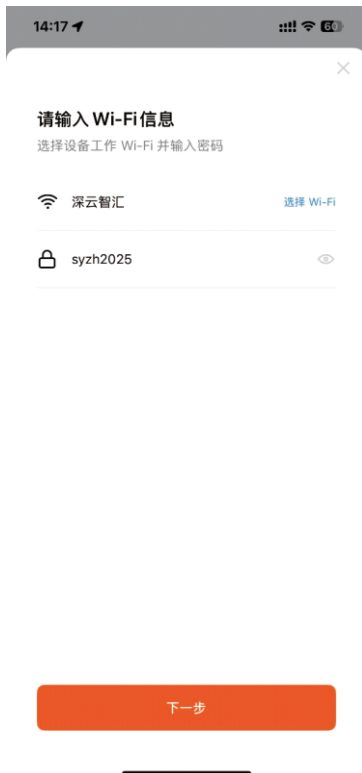 14:17
60
请输入 Wi-Fi 信息
选择设备工作 Wi-Fi 并输入密码
深云智汇 选择 Wi-Fi
syzh2025
下一步